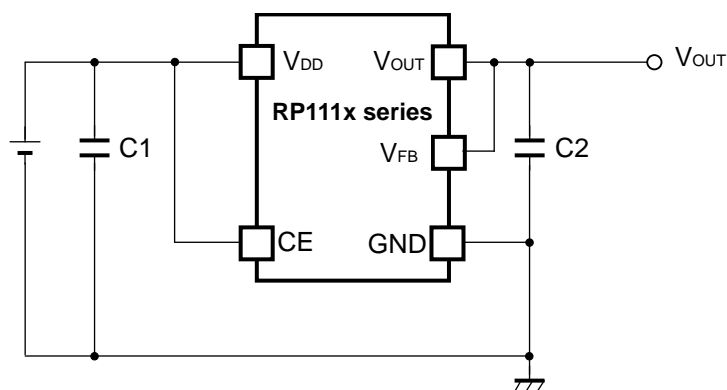 VDD
VOUT
VOUT
RP111x series
C1
VFB
C2
CE
GND